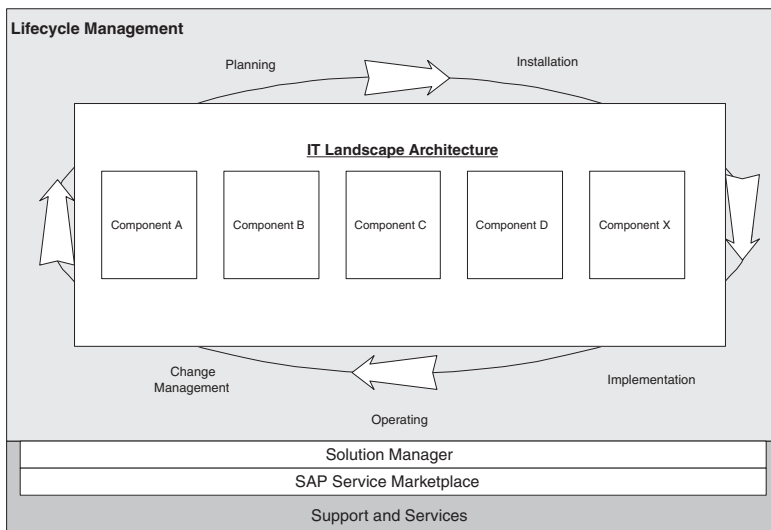 Lifecycle Management
Planning
Installation
IT Landscape Architecture
Component A
Component B
Component C
Component D
Component X
Change
Management
Implementation
Operating
Solution Manager
SAP Service Marketplace
Support and Services